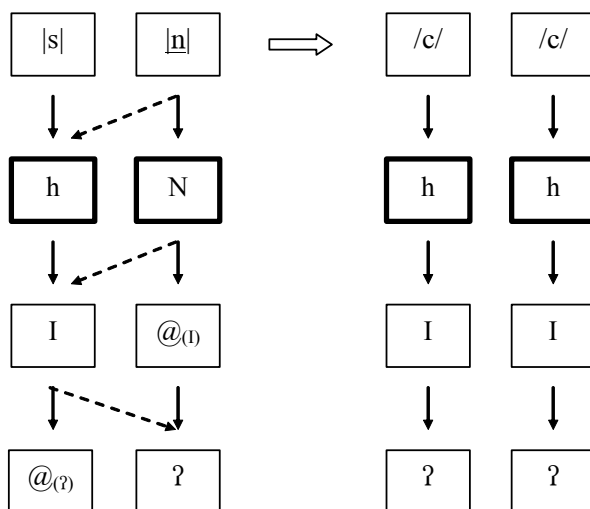 |s| |n| /c/ /c/
h N h h
I @(I) I I
@(ʔ) ʔ ʔ ʔ